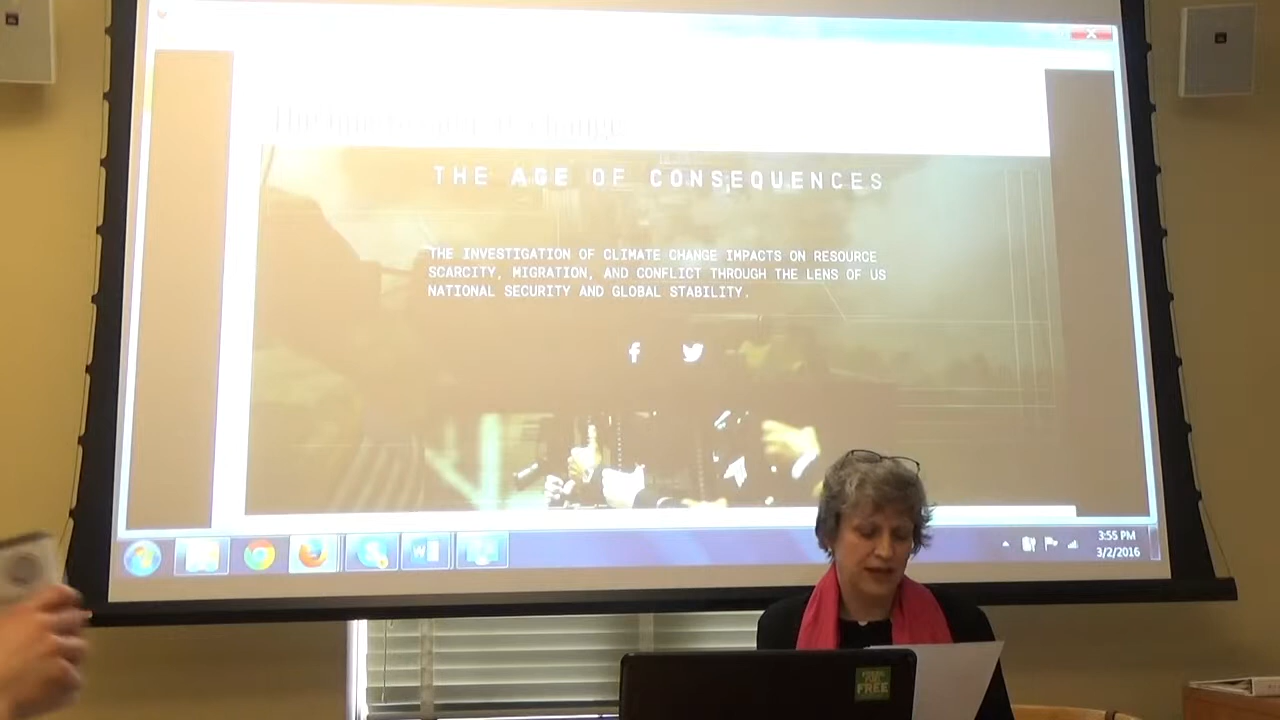 THE AGE OF CONSEQUENCES
THE INVESTIGATION OF CLIMATE CHANGE IMPACTS ON RESOURCE
SCARCITY, MIGRATION, AND CONFLICT THROUGH THE LENS OF US
NATIONAL SECURITY AND GLOBAL STABILITY.
3:55 PM
3/2/2016
FREE